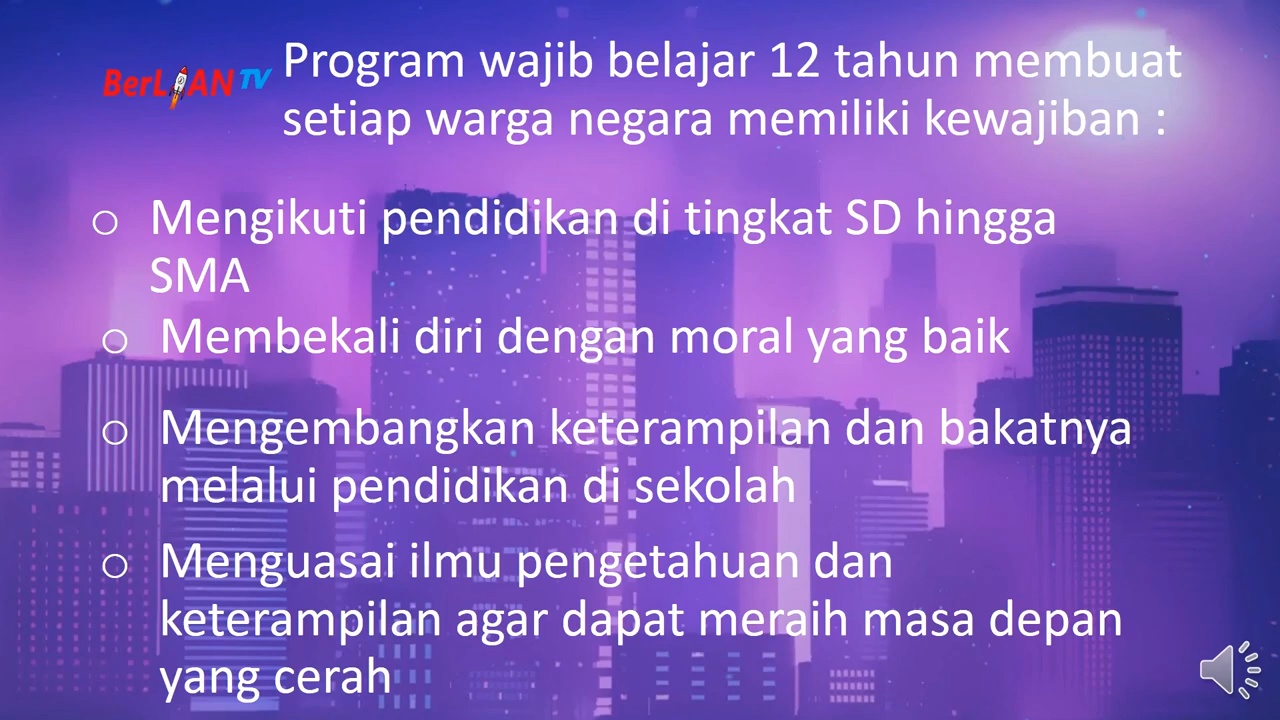 BerLIAN TV
Program wajib belajar 12 tahun membuat
setiap warga negara memiliki kewajiban :
o Mengikuti pendidikan di tingkat SD hingga
SMA
o Membekali diri dengan moral yang baik
o Mengembangkan keterampilan dan bakatnya
melalui pendidikan di sekolah
o Menguasai ilmu pengetahuan dan
keterampilan agar dapat meraih masa depan
yang cerah